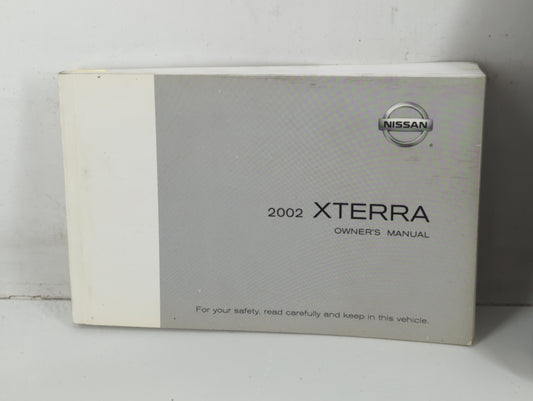 NISSAN
2002 XTERRA
OWNER'S MANUAL
For your safety, read carefully and keep in this vehicle.